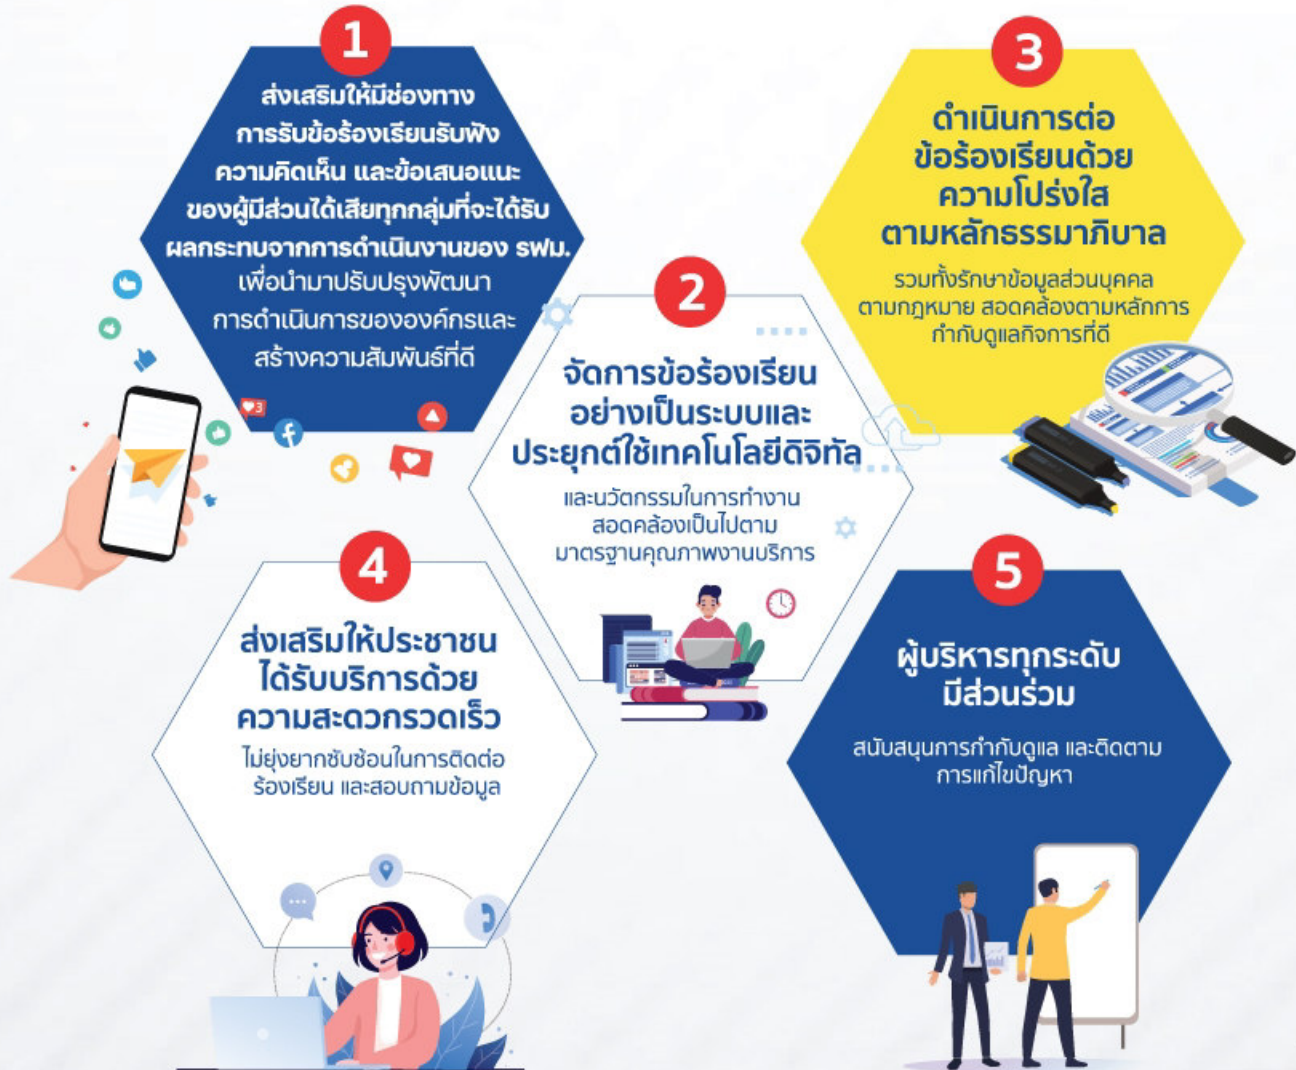 1
ส่งเสริมให้มีช่องทาง
การรับข้อร้องเรียนรับฟัง
ความคิดเห็น และข้อเสนอแนะ
ของผู้มีส่วนได้เสียทุกกลุ่มที่จะได้รับ
ผลกระทบจากการดำเนินงานของ รฟม.
เพื่อนำมาปรับปรุงพัฒนา
การดำเนินการขององค์กรและ
สร้างความสัมพันธ์ที่ดี
3
2
จัดการข้อร้องเรียน
อย่างเป็นระบบและ
ประยุกต์ใช้เทคโนโลยีดิจิทัล
และนวัตกรรมในการทำงาน
สอดคล้องเป็นไปตาม
มาตรฐานคุณภาพงานบริการ
3
ดำเนินการต่อ
ข้อร้องเรียนด้วย
ความโปร่งใส
ตามหลักธรรมาภิบาล
รวมทั้งรักษาข้อมูลส่วนบุคคล
ตามกฎหมาย สอดคล้องตามหลักการ
กำกับดูแลกิจการที่ดี
4
ส่งเสริมให้ประชาชน
ได้รับบริการด้วย
ความสะดวกรวดเร็ว
ไม่ยุ่งยากซับซ้อนในการติดต่อ
ร้องเรียน และสอบถามข้อมูล
5
ผู้บริหารทุกระดับ
มีส่วนร่วม
สนับสนุนการกำกับดูแล และติดตาม
การแก้ไขปัญหา